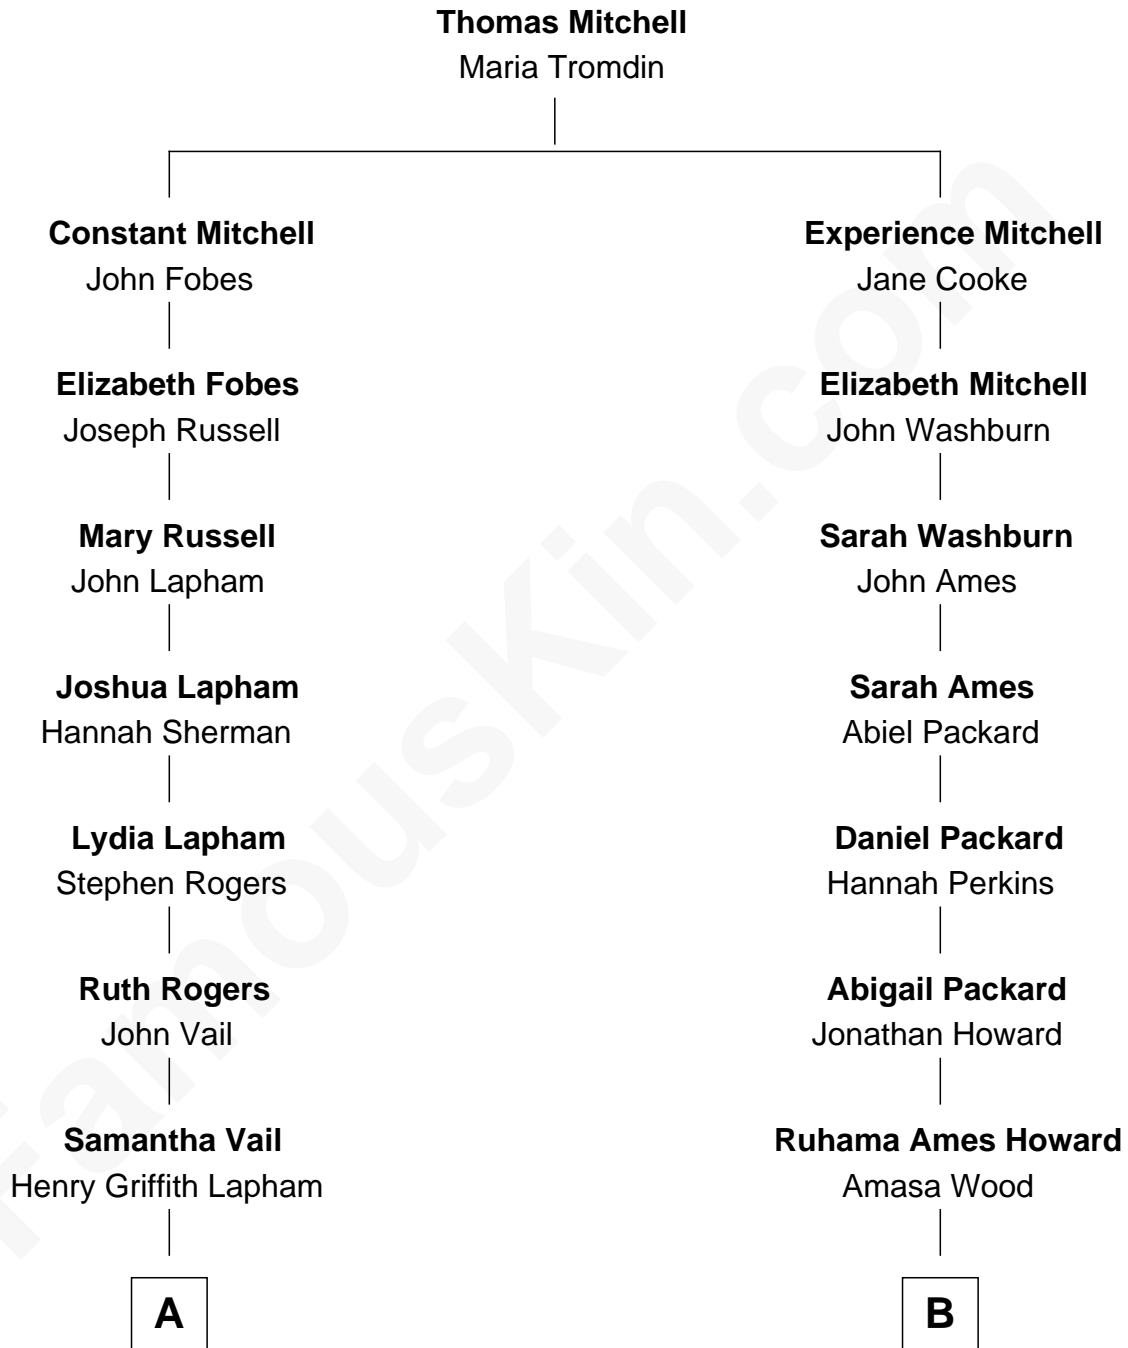 Thomas Mitchell
Maria Tromdin
Constant Mitchell
John Fobes
Elizabeth Fobes
Joseph Russell
Mary Russell
John Lapham
Joshua Lapham
Hannah Sherman
Lydia Lapham
Stephen Rogers
Ruth Rogers
John Vail
Samantha Vail
Henry Griffith Lapham
A
Experience Mitchell
Jane Cooke
Elizabeth Mitchell
John Washburn
Sarah Washburn
John Ames
Sarah Ames
Abiel Packard
Daniel Packard
Hannah Perkins
Abigail Packard
Jonathan Howard
Ruhama Ames Howard
Amasa Wood
B
FamousKin.com